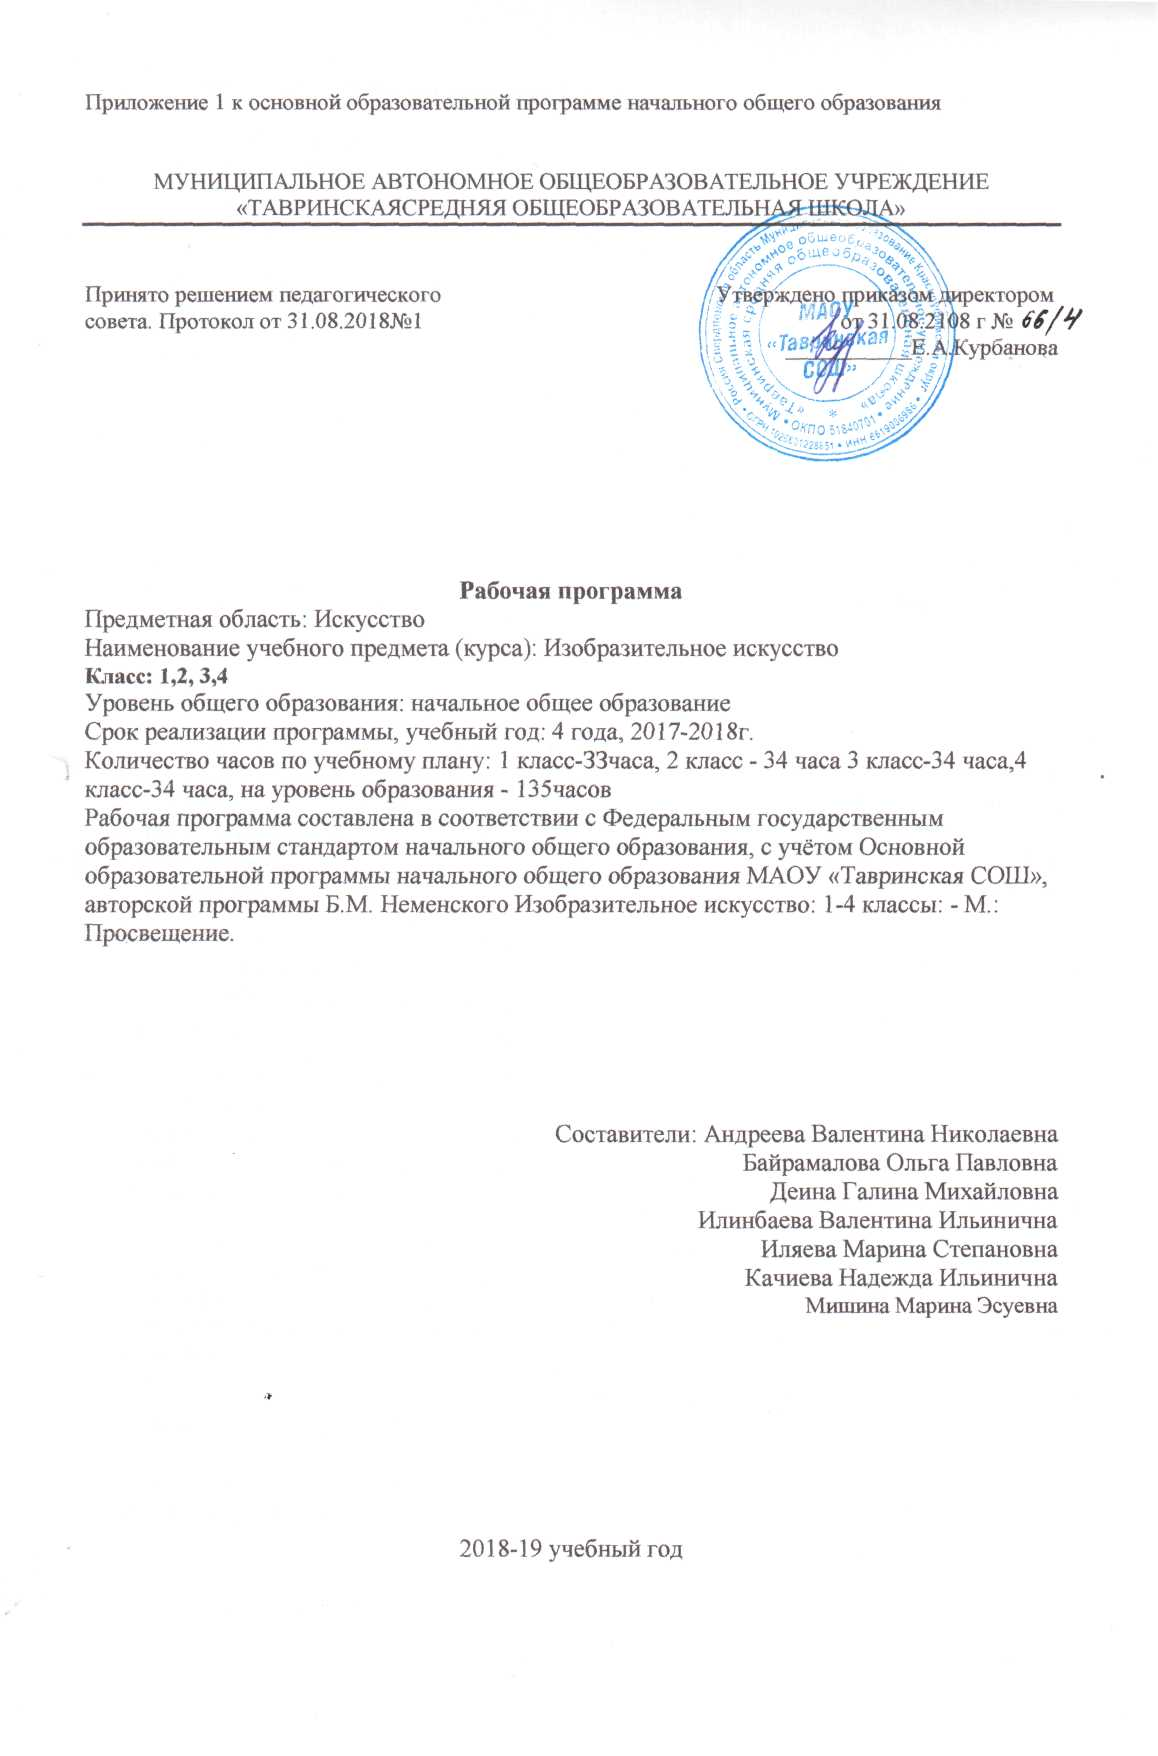 Приложение 1 к основной образовательной программе начального общего образования
МУНИЦИПАЛЬНОЕ АВТОНОМНОЕ ОБЩЕОБРАЗОВАТЕЛЬНОЕ УЧРЕЖДЕНИЕ
«ТАВРИНСКАЯСРЕДНЯЯ ОБЩЕОБРАЗОВАТЕЛЬНАЯ ШКОЛА»
Принято решением педагогического
совета. Протокол от 31.08.2018№1
Утверждено приказом директором
от 31.08.2108 г № 66/4
Е.А.Курбанова
МАОУ
«Тавринская
СОШ»
Рабочая программа
Предметная область: Искусство
Наименование учебного предмета (курса): Изобразительное искусство
Класс: 1,2, 3,4
Уровень общего образования: начальное общее образование
Срок реализации программы, учебный год: 4 года, 2017-2018г.
Количество часов по учебному плану: 1 класс-33часа, 2 класс - 34 часа 3 класс-34 часа,4
класс-34 часа, на уровень образования - 135часов
Рабочая программа составлена в соответствии с Федеральным государственным
образовательным стандартом начального общего образования, с учётом Основной
образовательной программы начального общего образования МАОУ «Тавринская СОШ»,
авторской программы Б.М. Неменского Изобразительное искусство: 1-4 классы: - М.:
Просвещение.
Составители: Андреева Валентина Николаевна
Байрамалова Ольга Павловна
Деина Галина Михайловна
Илинбаева Валентина Ильинична
Иляева Марина Степановна
Качиева Надежда Ильинична
Мишина Марина Эсуевна
2018-19 учебный год